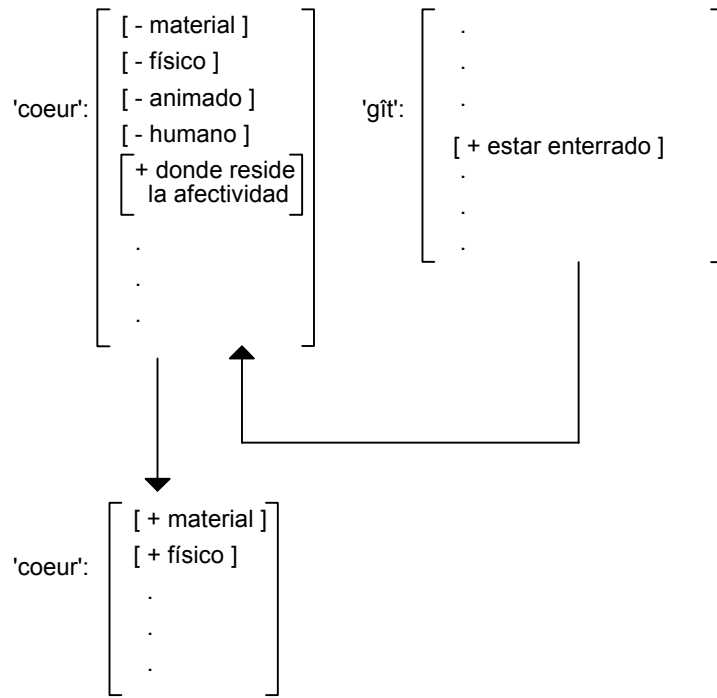 'coeur':
[ - material ]
[ - físico ]
[ - animado ]
[ - humano ]
[ + donde reside
la afectividad ]
.
.
.
'gît':
.
.
.
[ + estar enterrado ]
.
.
.
'coeur':
[ + material ]
[ + físico ]
.
.
.